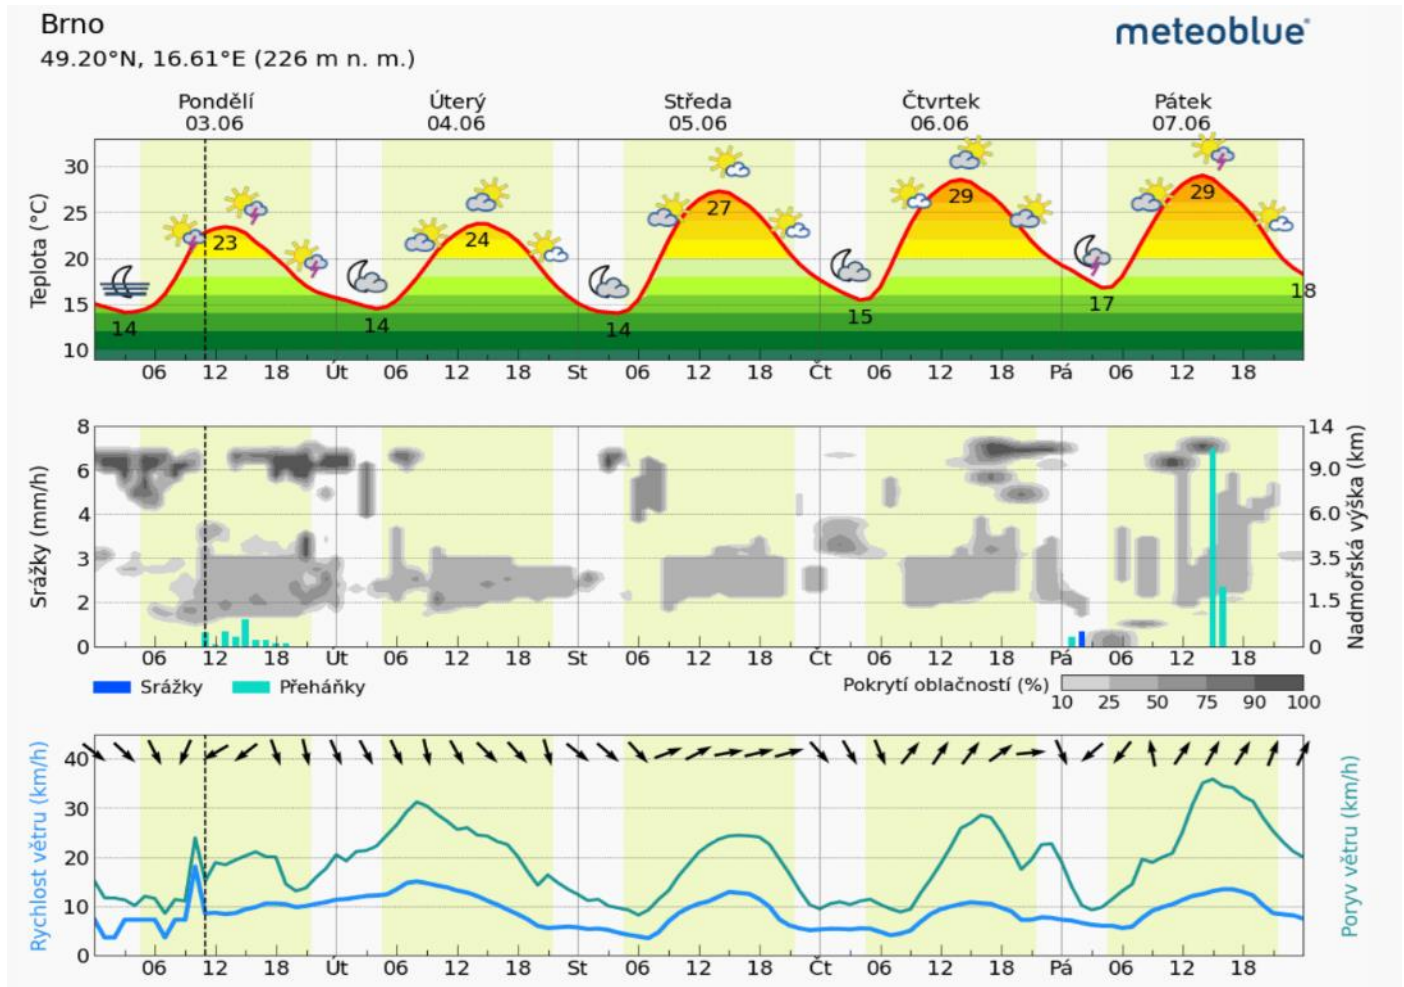 Brno
meteoblue
49.20°N, 16.61°E (226 m n. m.)
Pondělí Úterý Středa Čtvrtek Pátek
03.06 04.06 05.06 06.06 07.06
Teplota (°C)
30
25
20
15
10
14 23 14 24 14 27 15 29 17 29 18
06 12 18 Út 06 12 18 St 06 12 18 Čt 06 12 18 Pá 06 12 18
Srážky (mm/h)
8
6
4
3
2
0
14
9.0
6.0
3.5
1.5
0
Nadmořská výška (km)
06 12 18 Út 06 12 18 St 06 12 18 Čt 06 12 18 Pá 06 12 18
Srážky Přeháňky Pokrytí oblačností (%)
10 25 50 75 90 100
Rychlost větru (km/h)
40
30
20
10
0
Poryv větru (km/h)
06 12 18 Út 06 12 18 St 06 12 18 Čt 06 12 18 Pá 06 12 18